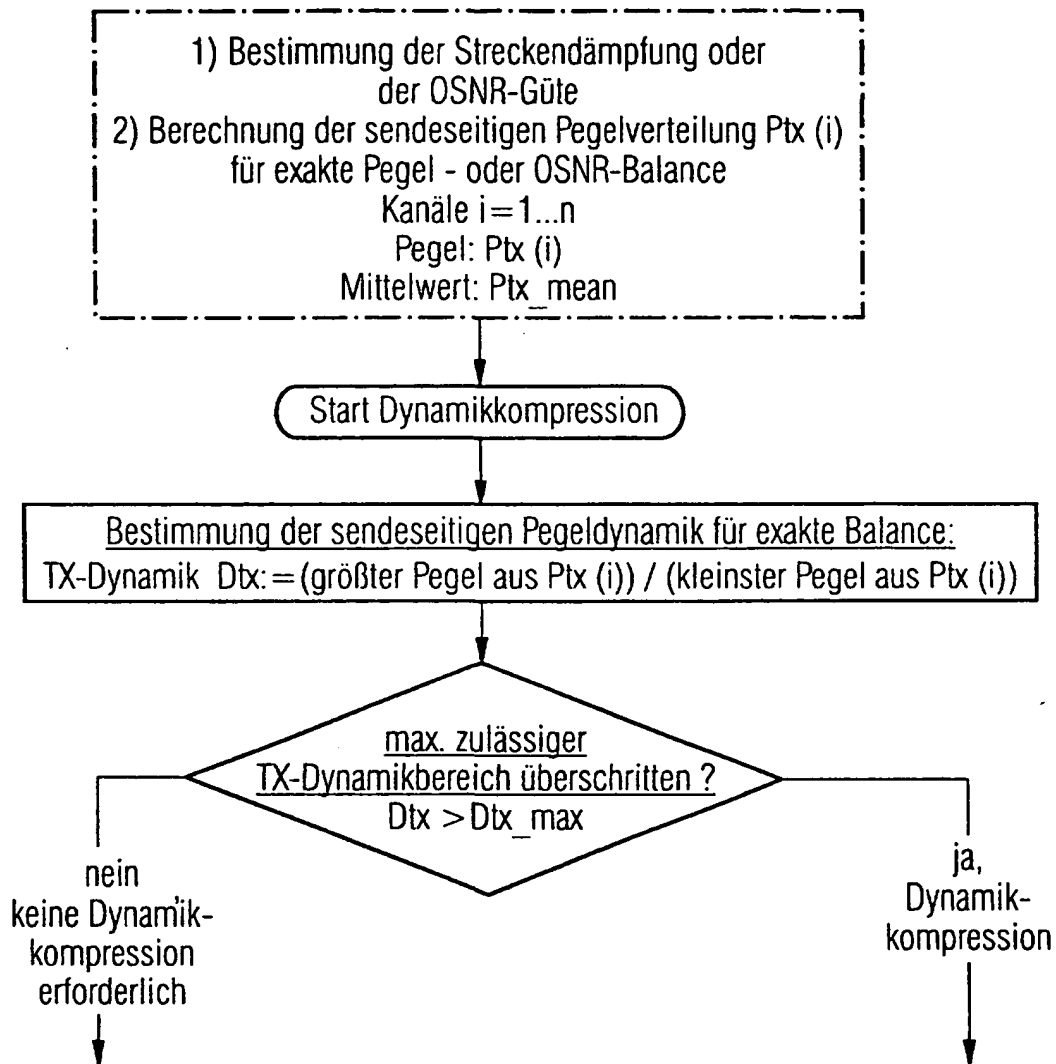 1) Bestimmung der Streckendämpfung oder
der OSNR-Güte
2) Berechnung der sendeseitigen Pegelverteilung Ptx (i)
für exakte Pegel - oder OSNR-Balance
Kanäle i=1...n
Pegel: Ptx (i)
Mittelwert: Ptx_mean
Start Dynamikkompression
Bestimmung der sendeseitigen Pegeldynamik für exakte Balance:
TX-Dynamik Dtx:=(größter Pegel aus Ptx (i)) / (kleinster Pegel aus Ptx (i))
max. zulässiger
TX-Dynamikbereich überschritten ?
Dtx >Dtx_max
nein
keine Dynamik-
kompression
erforderlich
ja,
Dynamik-
kompression